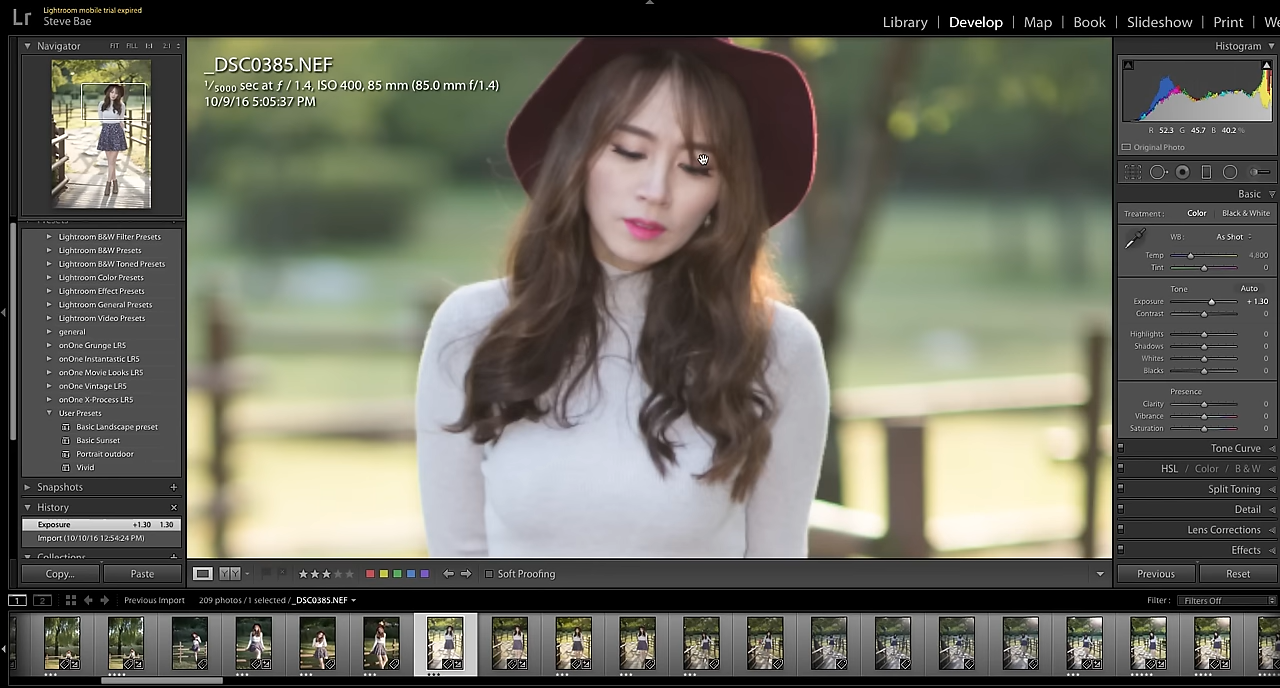 Lr
Lightroom mobile trial expired
Steve Bae
Library | Develop | Map | Book | Slideshow | Print | We
Navigator FIT FILL 1:1 2:1
Presets
Lightroom B&W Filter Presets
Lightroom B&W Presets
Lightroom B&W Toned Presets
Lightroom Color Presets
Lightroom Effect Presets
Lightroom General Presets
Lightroom Video Presets
general
onOne Grunge LR5
onOne Instantastic LR5
onOne Movie Looks LR5
onOne Vintage LR5
onOne X-Process LR5
User Presets
Basic Landscape preset
Basic Sunset
Portrait outdoor
Vivid
Snapshots +
History ×
Exposure +1.30 1.30
Import (10/10/16 12:54:24 PM)
Collections +
Copy... Paste
_DSC0385.NEF
1/5000 sec at ƒ / 1.4, ISO 400, 85 mm (85.0 mm f/1.4)
10/9/16 5:05:37 PM
Histogram
R 52.3 G 45.7 B 40.2 %
Original Photo
Basic
Treatment: Color Black & White
WB: As Shot
Temp 4,800
Tint 0
Tone Auto
Exposure + 1.30
Contrast 0
Highlights 0
Shadows 0
Whites 0
Blacks 0
Presence
Clarity 0
Vibrance 0
Saturation 0
Tone Curve
HSL / Color / B & W
Split Toning
Detail
Lens Corrections
Effects
Previous Reset
Y Y Soft Proofing
1 2 Previous Import 209 photos / 1 selected / _DSC0385.NEF Filter: Filters Off